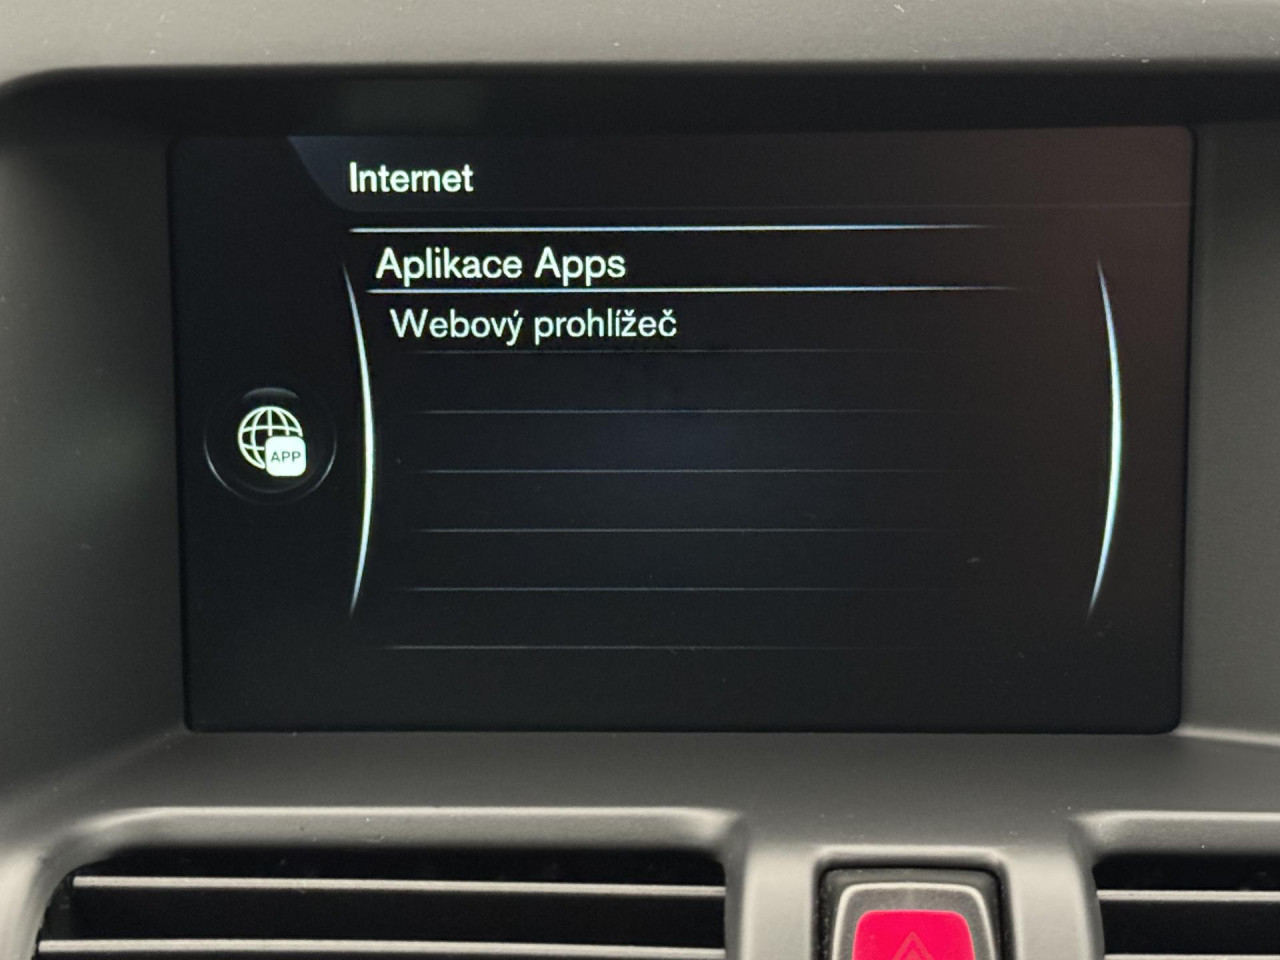 Internet
Aplikace Apps
Webový prohlížeč
APP